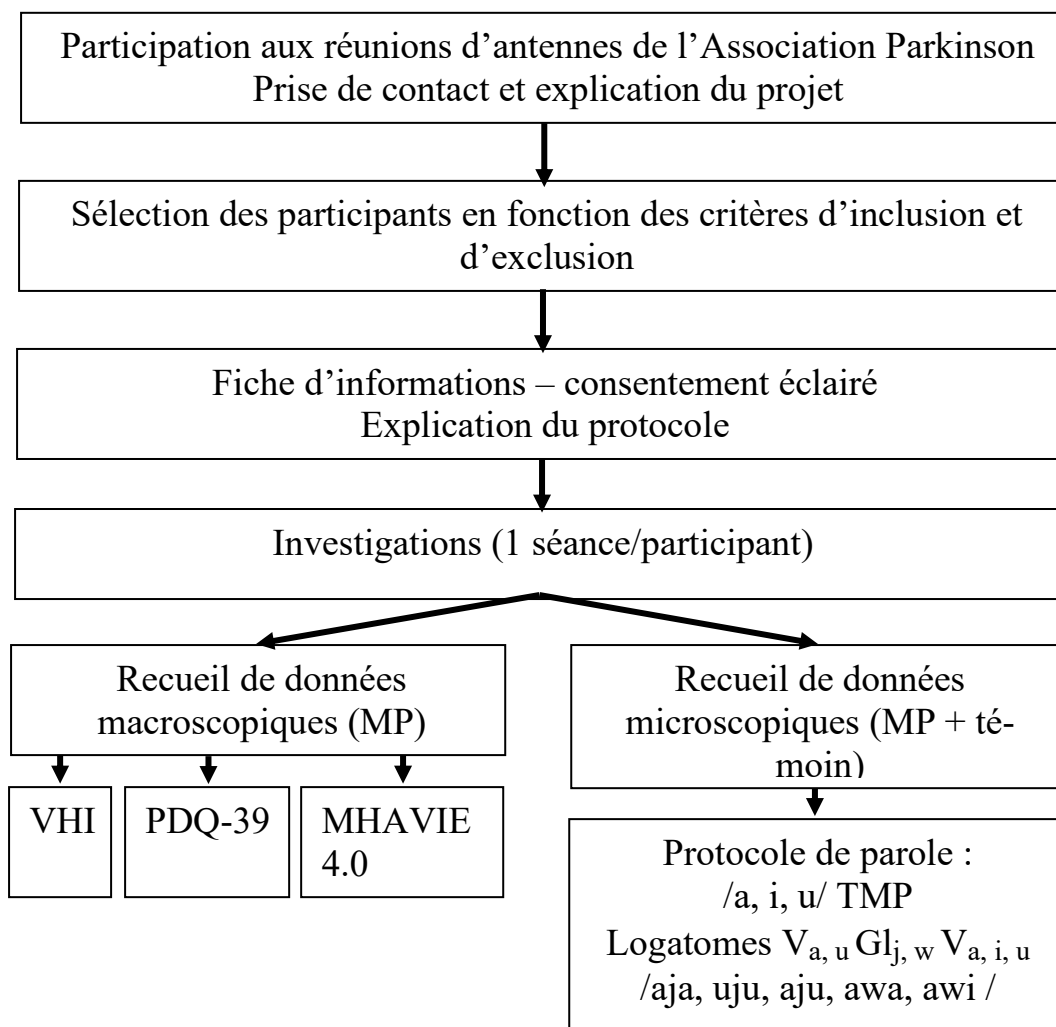 Participation aux réunions d’antennes de l’Association Parkinson
Prise de contact et explication du projet
Sélection des participants en fonction des critères d’inclusion et
d’exclusion
Fiche d’informations – consentement éclairé
Explication du protocole
Investigations (1 séance/participant)
Recueil de données
macroscopiques (MP)
Recueil de données
microscopiques (MP + té-
moin)
VHI
PDQ-39
MHAVIE
4.0
Protocole de parole :
/a, i, u/ TMP
Logatomes V a, u Gl j, w V a, i, u
/aja, uju, aju, awa, awi /